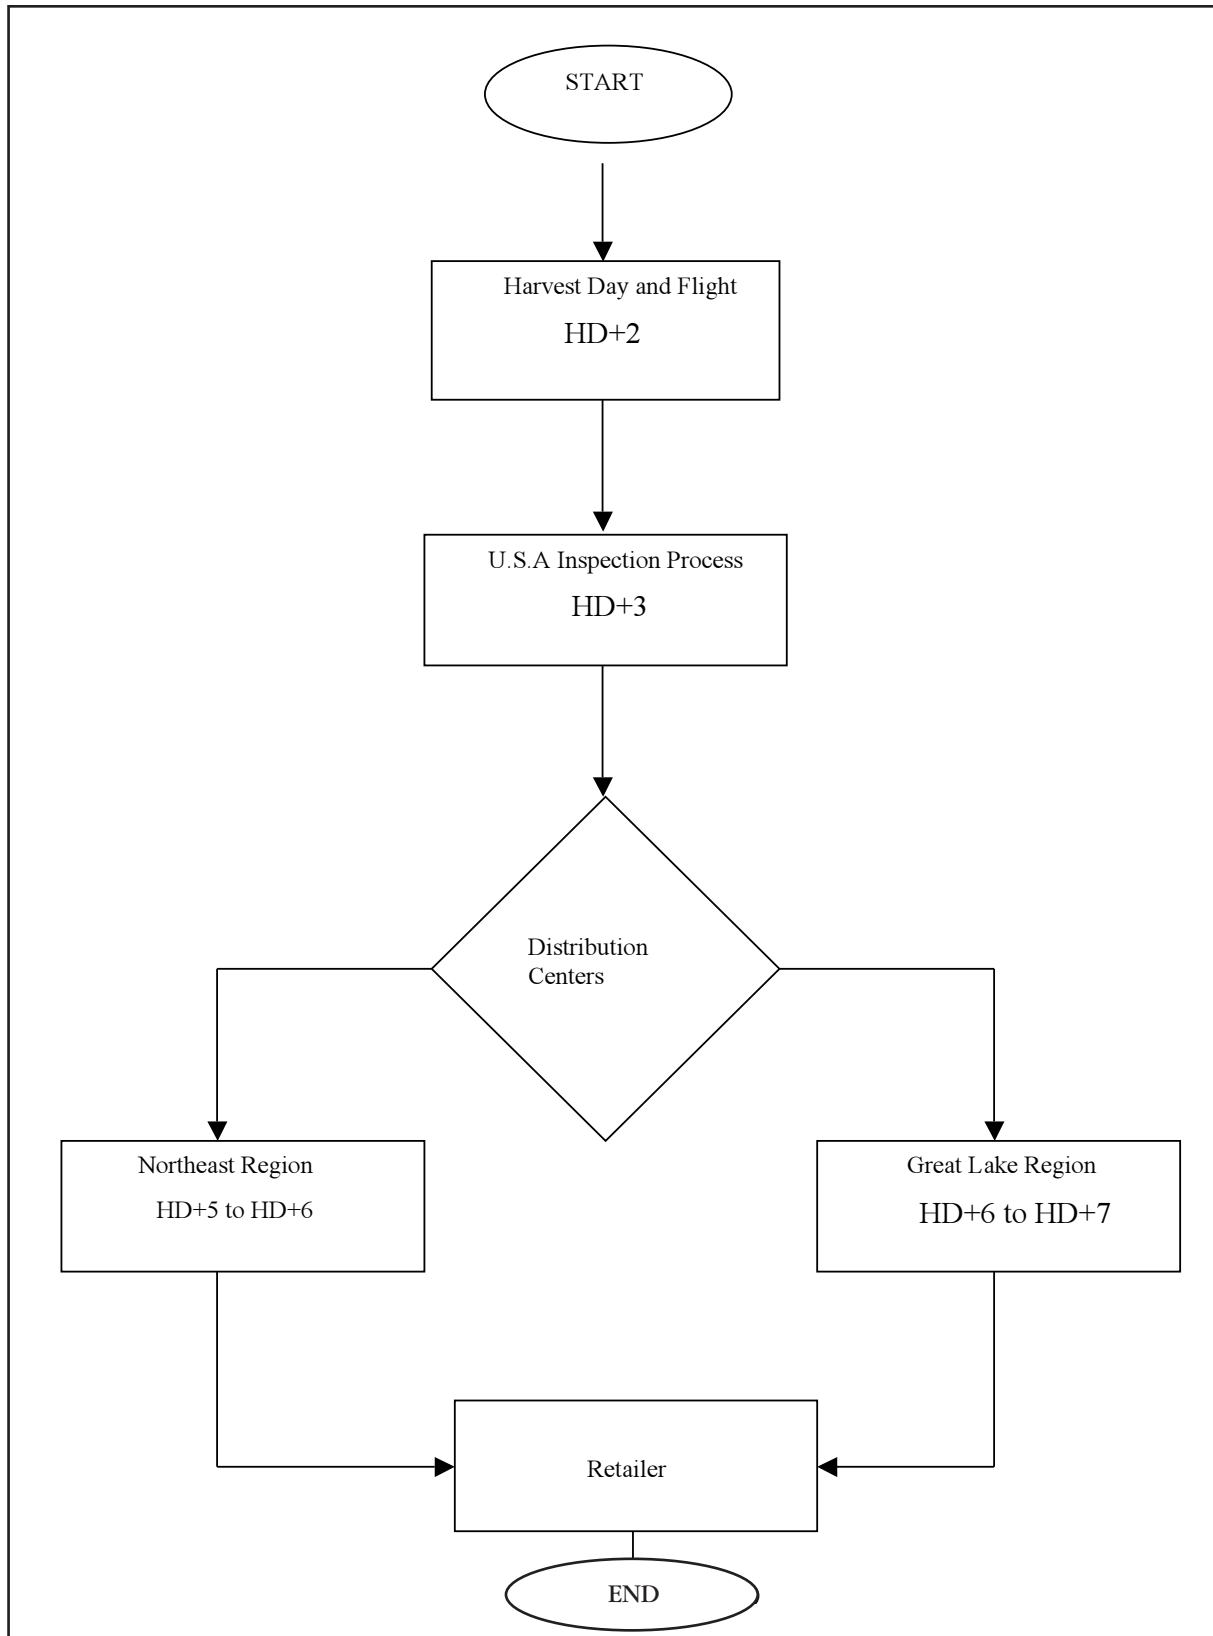 START
Harvest Day and Flight
HD+2
U.S.A Inspection Process
HD+3
Distribution
Centers
Northeast Region
HD+5 to HD+6
Great Lake Region
HD+6 to HD+7
Retailer
END